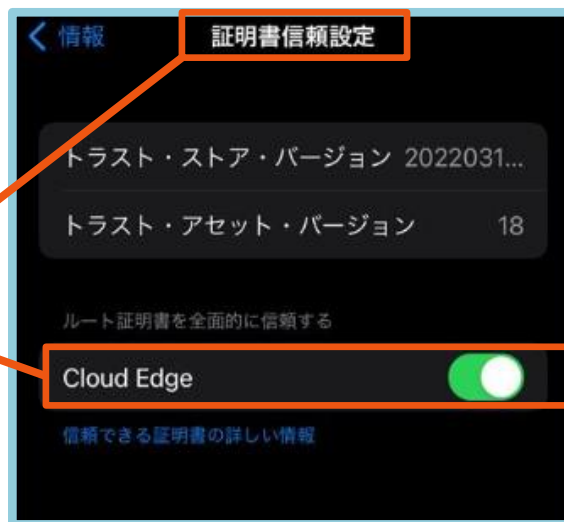 情報
証明書信頼設定
トラスト・ストア・バージョン 2022031...
トラスト・アセット・バージョン 18
ルート証明書を全面的に信頼する
Cloud Edge
信頼できる証明書の詳しい情報